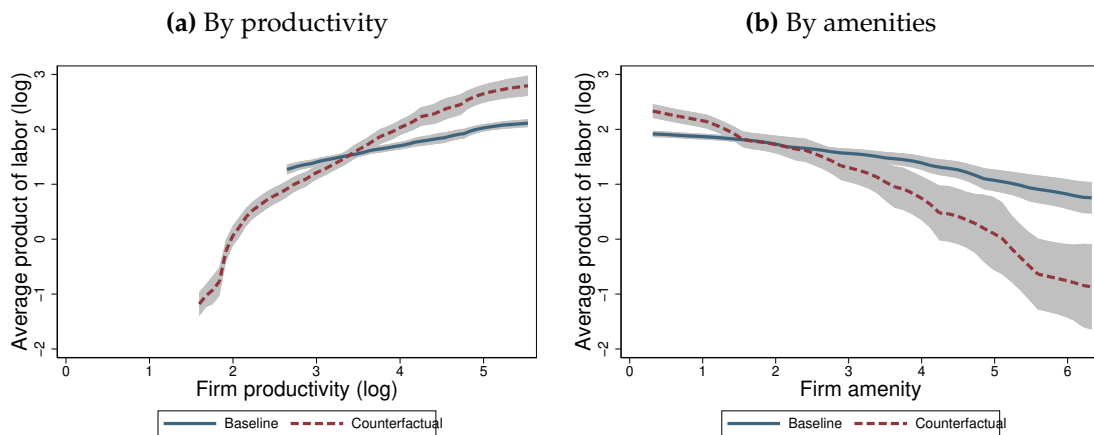 (a) By productivity
Average product of labor (log)
3
2
1
0
−1
−2
0 1 2 3 4 5
Firm productivity (log)
Baseline Counterfactual
(b) By amenities
Average product of labor (log)
3
2
1
0
−1
−2
0 1 2 3 4 5 6
Firm amenity
Baseline Counterfactual